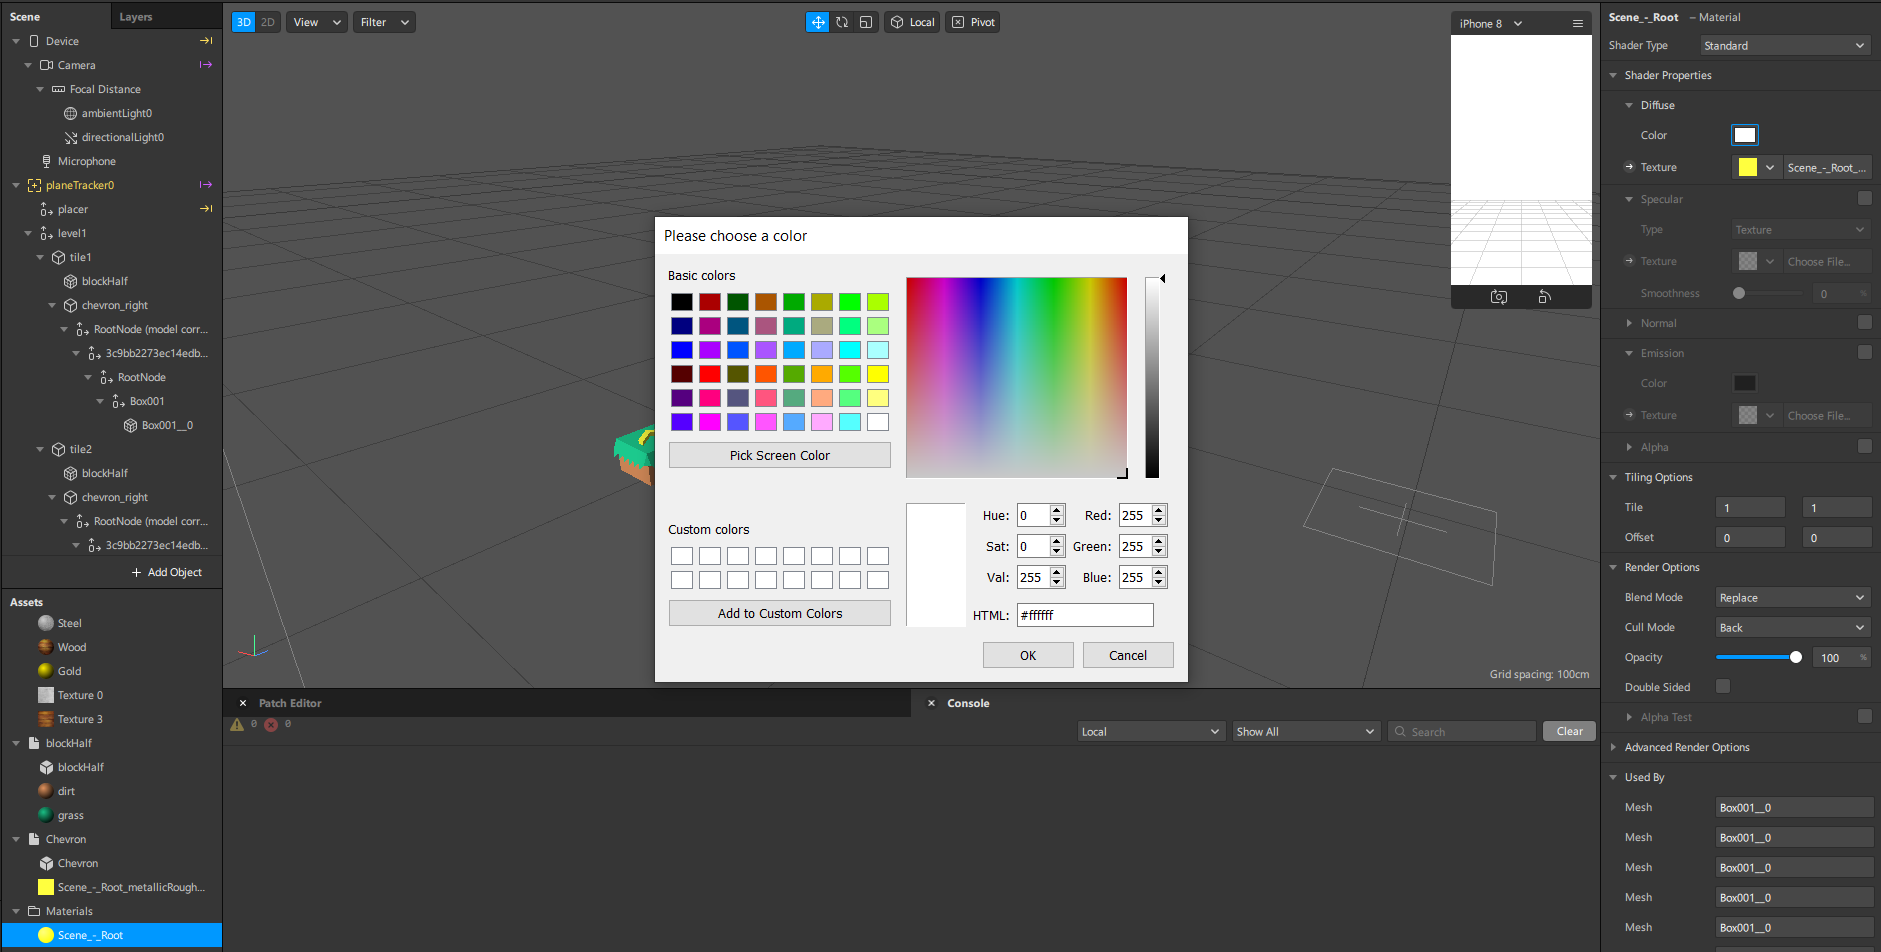 Scene
Layers
Device
Camera
Focal Distance
ambientLight0
directionalLight0
Microphone
planeTracker0
placer
level1
tile1
blockHalf
chevron_right
RootNode (model corr...
3c9bb2273ec14edb...
RootNode
Box001
Box001__0
tile2
blockHalf
chevron_right
RootNode (model corr...
3c9bb2273ec14edb...
+ Add Object
Assets
Steel
Wood
Gold
Texture 0
Texture 3
blockHalf
blockHalf
dirt
grass
Chevron
Chevron
Scene_-_Root_metallicRough...
Materials
Scene_-_Root
3D 2D View Filter
Local Pivot
iPhone 8
Grid spacing: 100cm
Please choose a color
Basic colors
Pick Screen Color
Custom colors
Add to Custom Colors
Hue: 0 Red: 255
Sat: 0 Green: 255
Val: 255 Blue: 255
HTML: #ffffff
OK Cancel
Patch Editor
0 0
Console
Local Show All Search Clear
Scene_-_Root – Material
Shader Type Standard
Shader Properties
Diffuse
Color
Texture Scene_-_Root_...
Specular
Type Texture
Texture Choose File...
Smoothness 0 %
Normal
Emission
Color
Texture Choose File...
Alpha
Tiling Options
Tile 1 1
Offset 0 0
Render Options
Blend Mode Replace
Cull Mode Back
Opacity 100 %
Double Sided
Alpha Test
Advanced Render Options
Used By
Mesh Box001__0
Mesh Box001__0
Mesh Box001__0
Mesh Box001__0
Mesh Box001__0